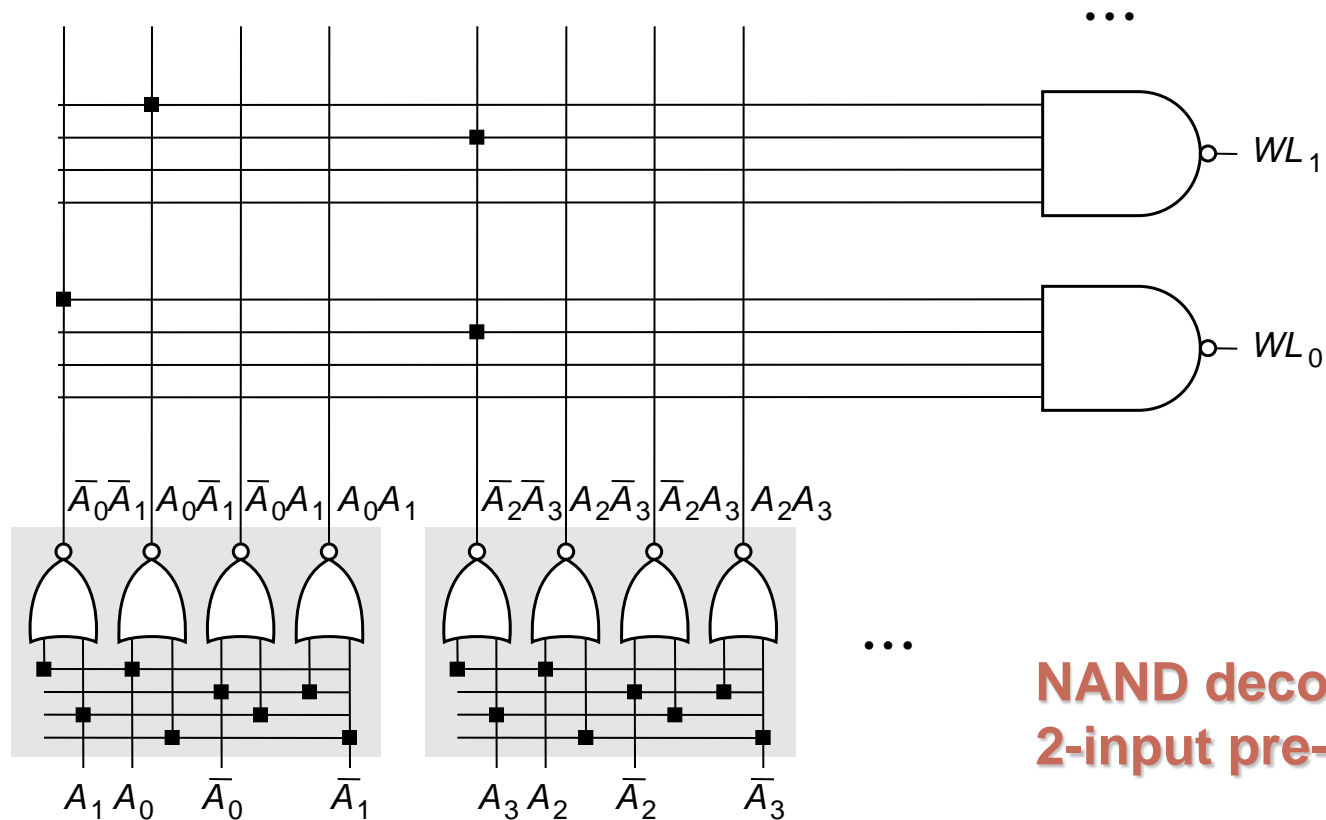 ...
WL₁
WL₀
A̅₀A̅₁ A₀A̅₁ A̅₀A₁ A₀A₁ A̅₂A̅₃ A₂A̅₃ A̅₂A₃ A₂A₃
...
NAND deco
2-input pre-
A₁ A₀ A̅₀ A̅₁ A₃ A₂ A̅₂ A̅₃